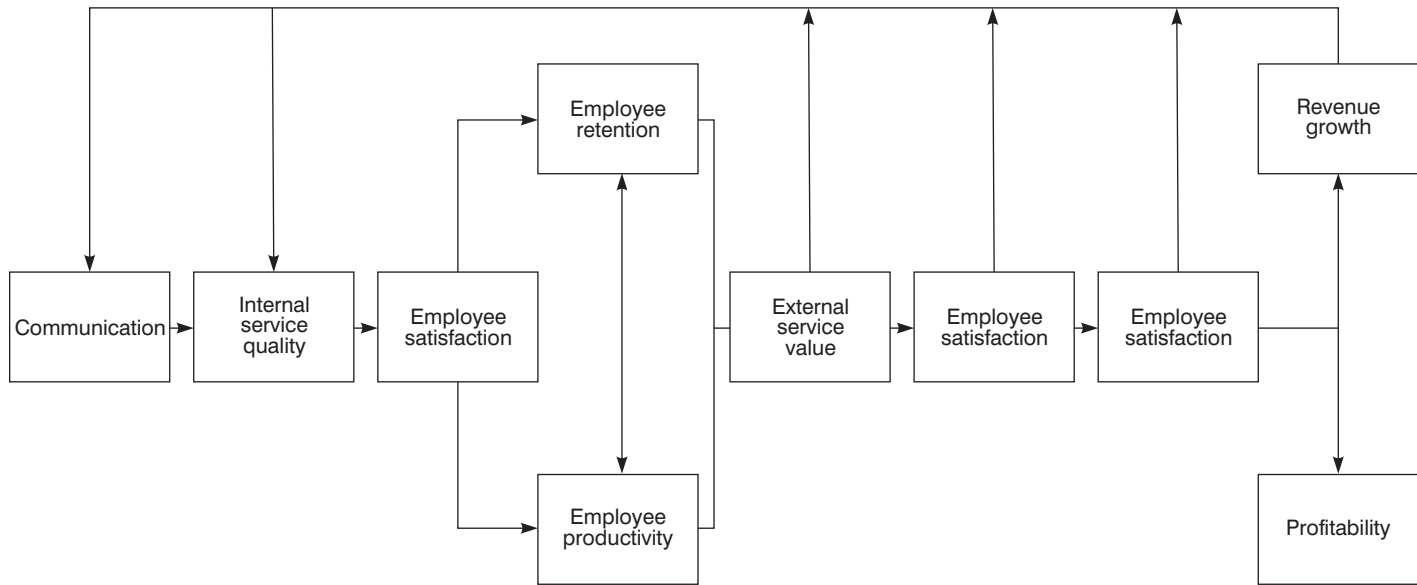 Employee
retention
Revenue
growth
Communication
Internal
service
quality
Employee
satisfaction
External
service
value
Employee
satisfaction
Employee
satisfaction
Employee
productivity
Profitability